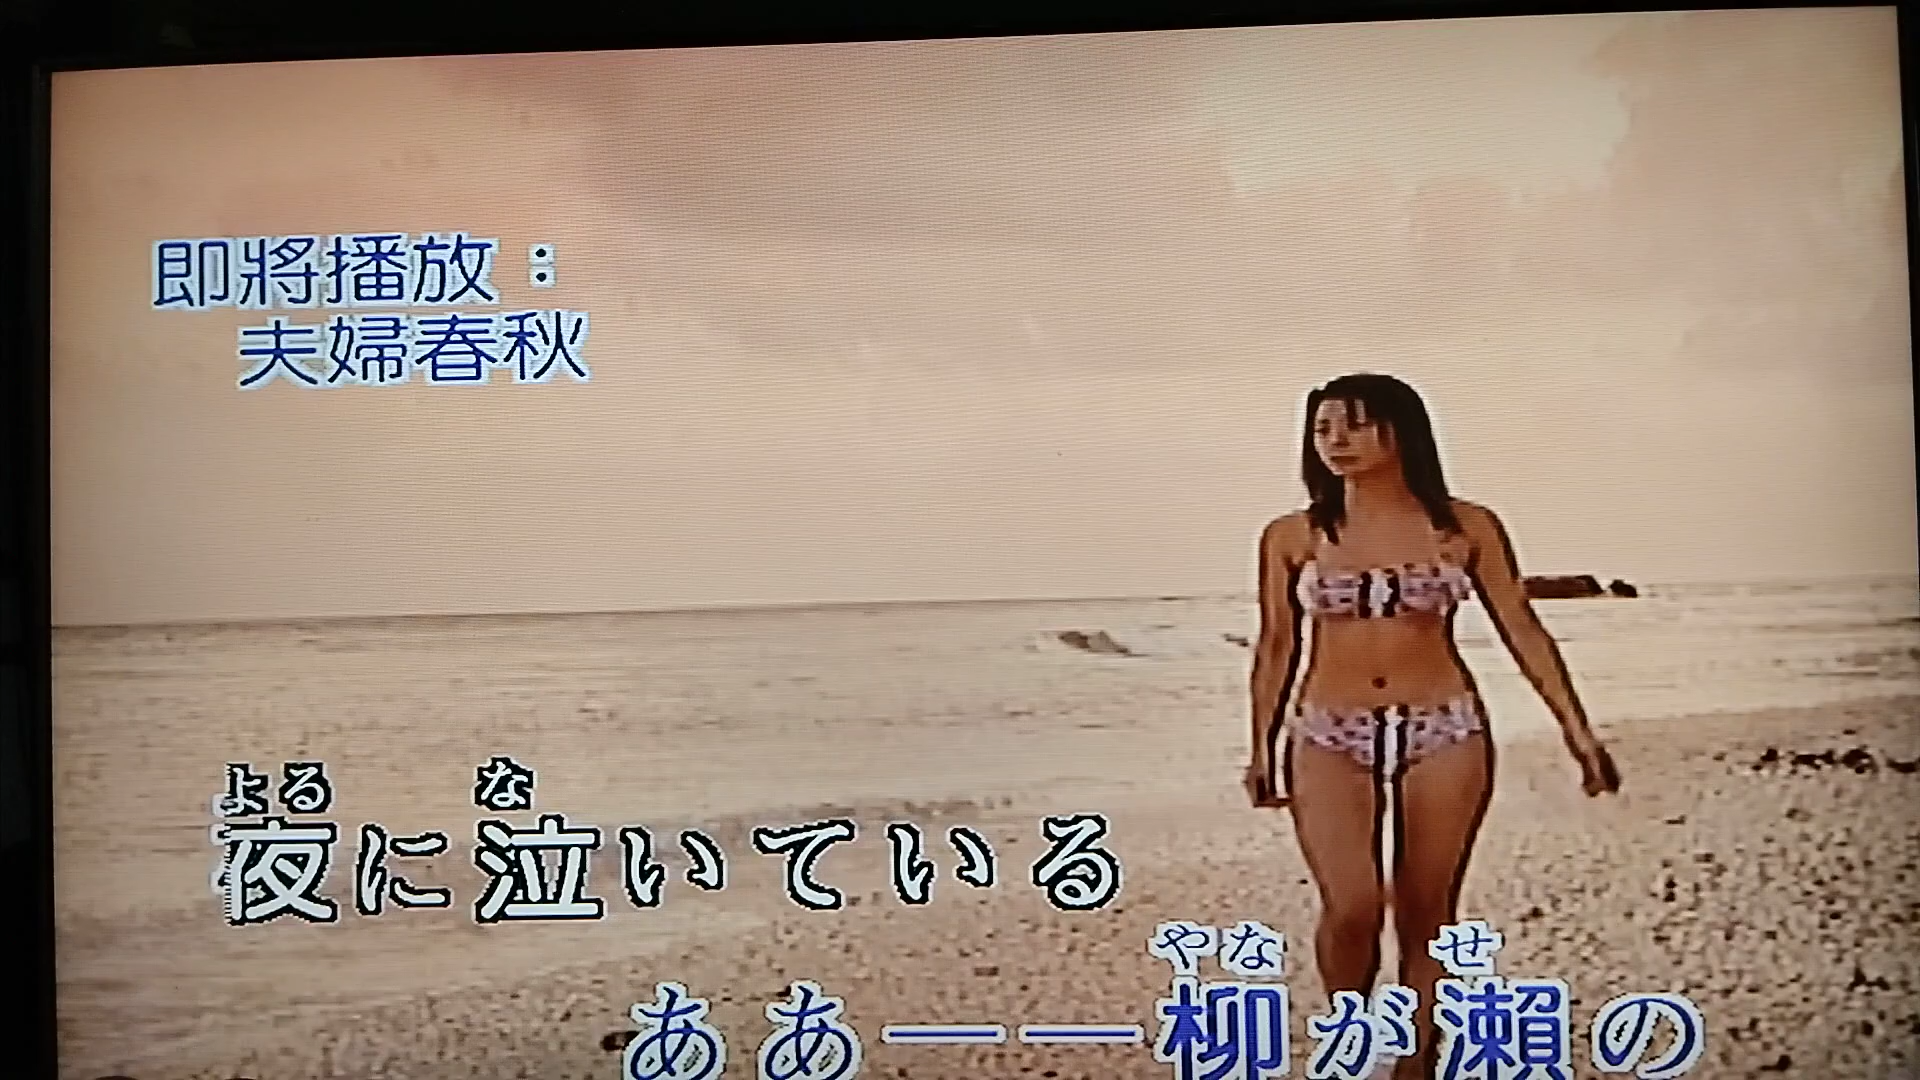 即將播放：
夫婦春秋
よる な
夜に泣いている
やな せ
ああ——柳が瀬の